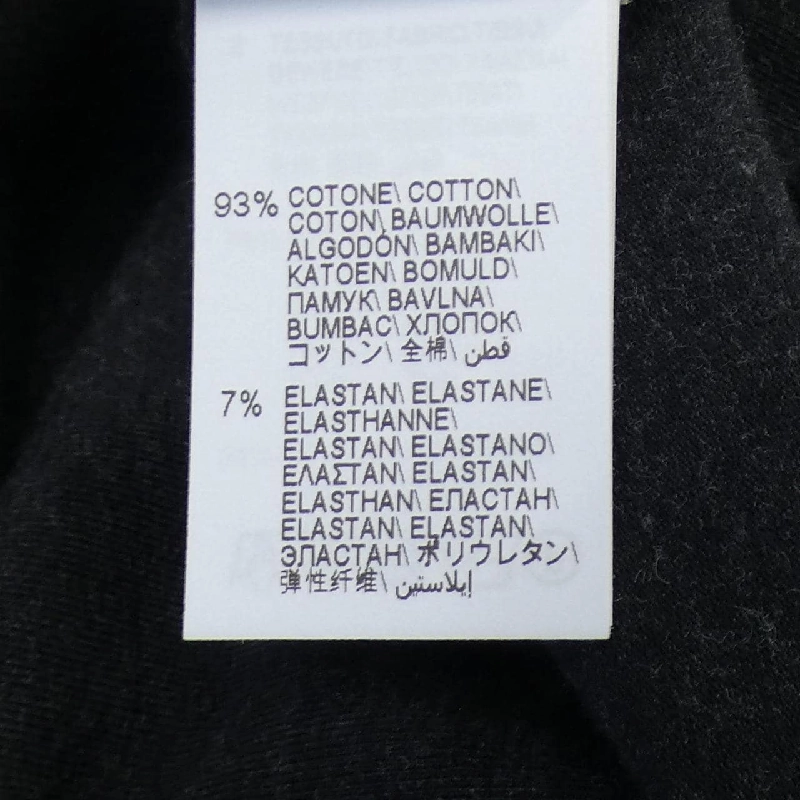 93% COTONE\ COTTON\
COTON\ BAUMWOLLE\
ALGODÓN\ BAMBAKI\
KATOEN\ BOMULD\
ПАМУК\ BAVLNA\
BUMBAC\ ХЛОПОК\
コットン\ 全棉\ قطن
7% ELASTAN\ ELASTANE\
ELASTHANNE\
ELASTAN\ ELASTANO\
ΕΛΑΣΤΑΝ\ ELASTAN\
ELASTHAN\ ЕЛАСТАН\
ELASTAN\ ELASTAN\
ЭЛАСТАН\ ポリウレタン\
弹性纤维\ إيلاستين